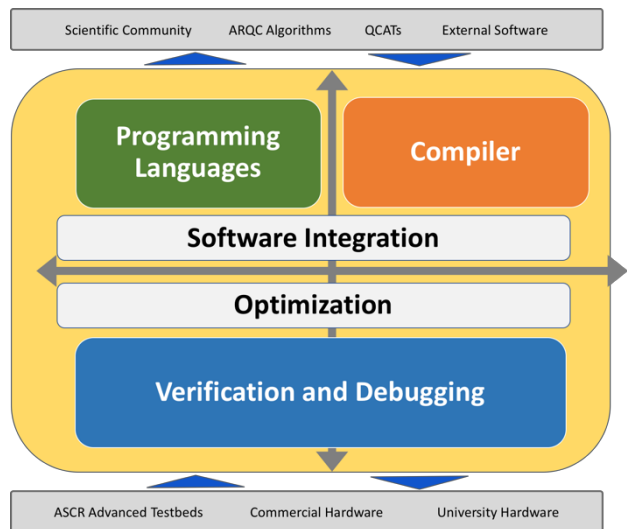 Scientific Community ARQC Algorithms QCATs External Software
Programming
Languages
Compiler
Software Integration
Optimization
Verification and Debugging
ASCR Advanced Testbeds Commercial Hardware University Hardware